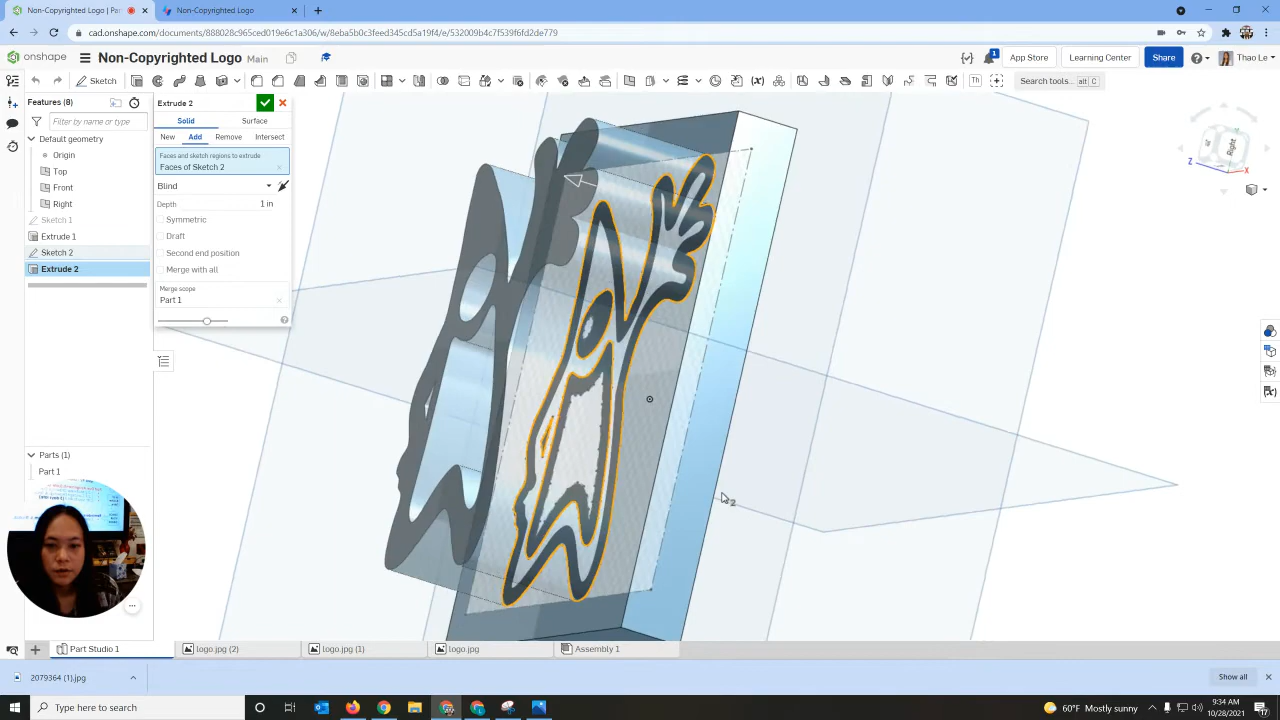 Non-Copyrighted Logo | Part
Non-Copyrighted Logo
cad.onshape.com/documents/888028c965ced019d6c1a306/w/8eba5b0c3feed345cd5a19f4/e/532009b4c7f539f6bfd2d779
onshape
Non-Copyrighted Logo
Main
1
App Store
Learning Center
Share
Thao Le
Sketch
Search tools...
alt
C
Features (8)
Filter by name or type
Default geometry
Origin
Top
Front
Right
Sketch 1
Extrude 1
Sketch 2
Extrude 2
Parts (1)
Part 1
Extrude 2
Solid
Surface
New
Add
Remove
Intersect
Faces and sketch regions to extrude
Faces of Sketch 2
Blind
Depth
1 in
Symmetric
Draft
Second end position
Merge with all
Merge scope
Part 1
Right
Z
X
Part Studio 1
logo.jpg (2)
logo.jpg (1)
logo.jpg
Assembly 1
2079364 (1).jpg
Show all
Type here to search
60°F Mostly sunny
9:34 AM
10/28/2021